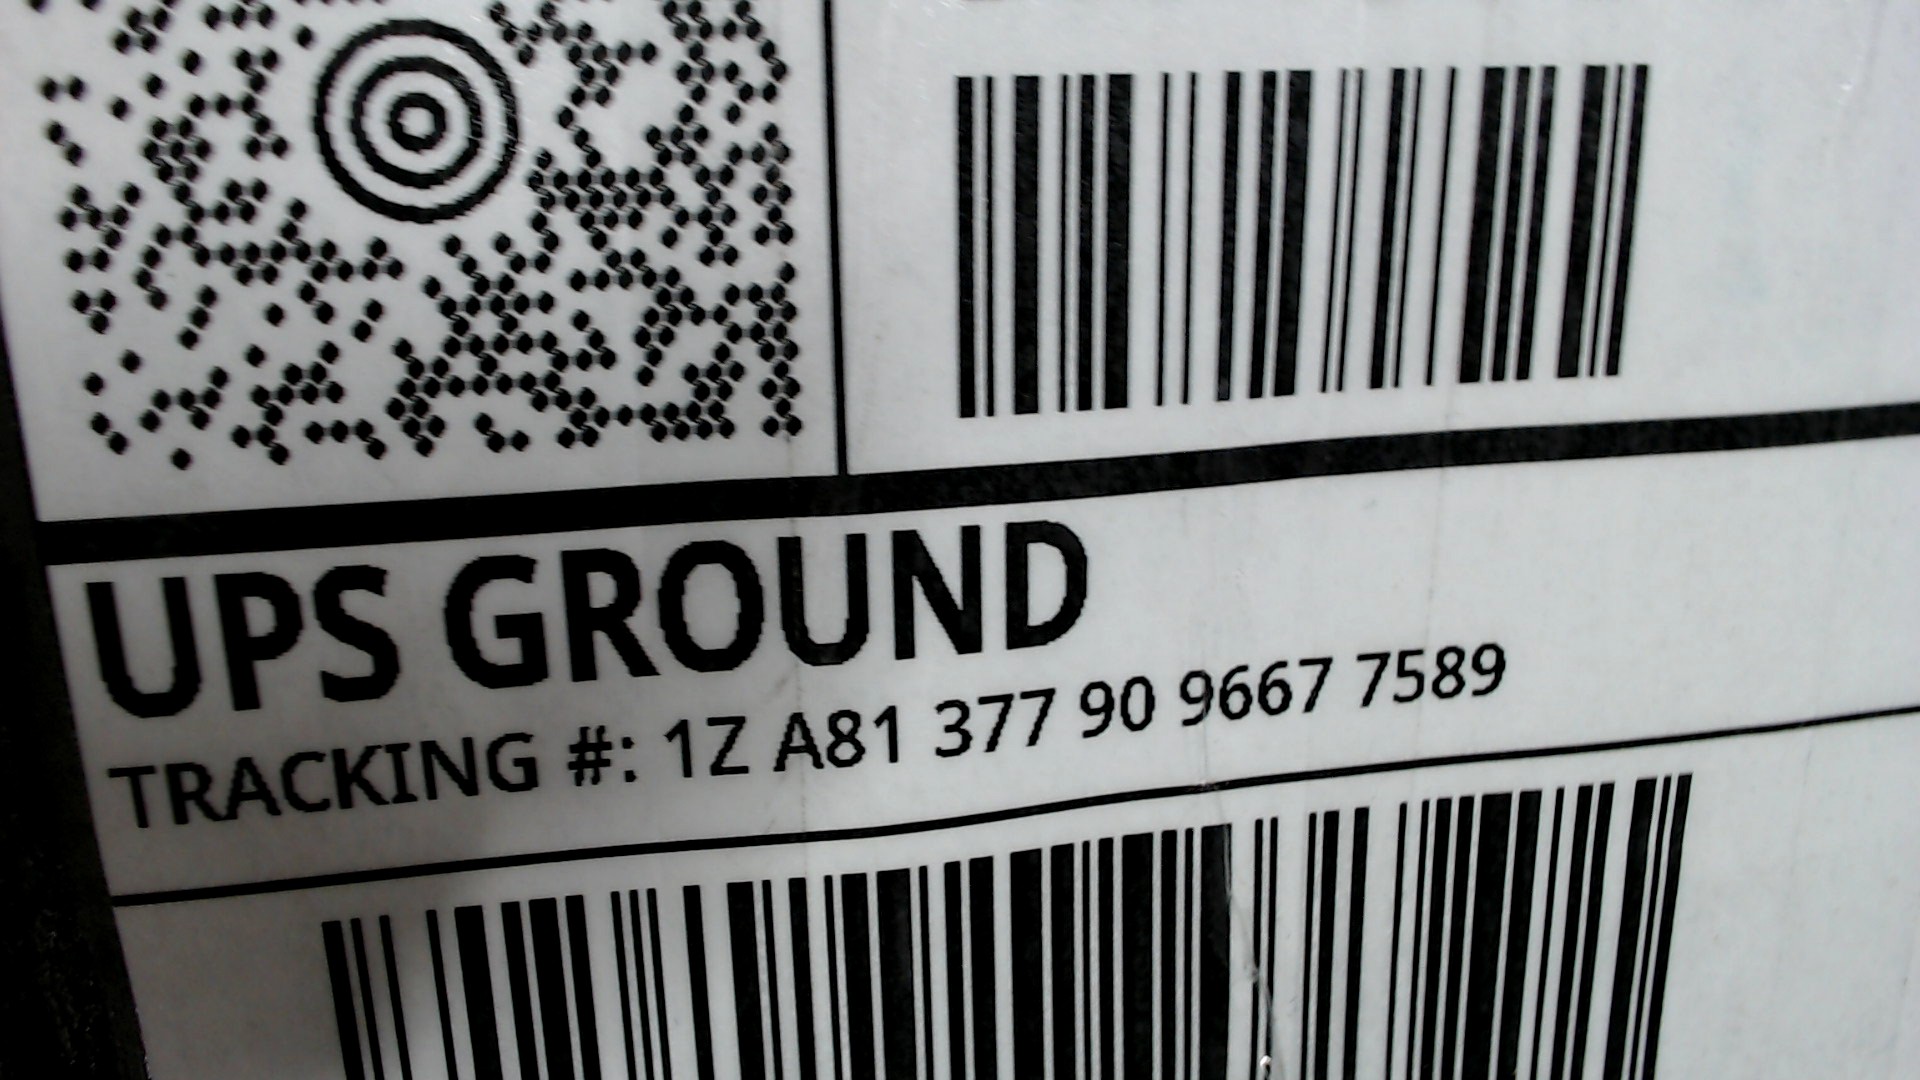 UPS GROUND
TRACKING #: 1Z A81 377 90 9667 7589